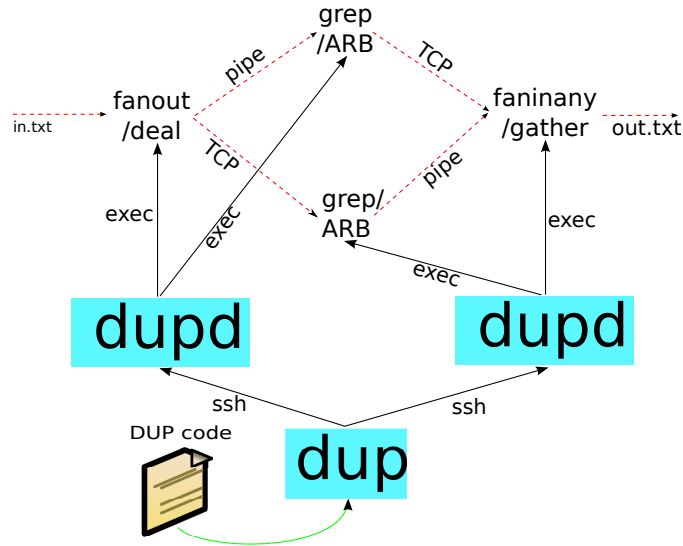 grep
/ARB
pipe
TCP
fanout
/deal
faninany
/gather
in.txt
out.txt
TCP
pipe
grep/
ARB
exec
exec
exec
exec
dupd
dupd
ssh
ssh
DUP code
dup